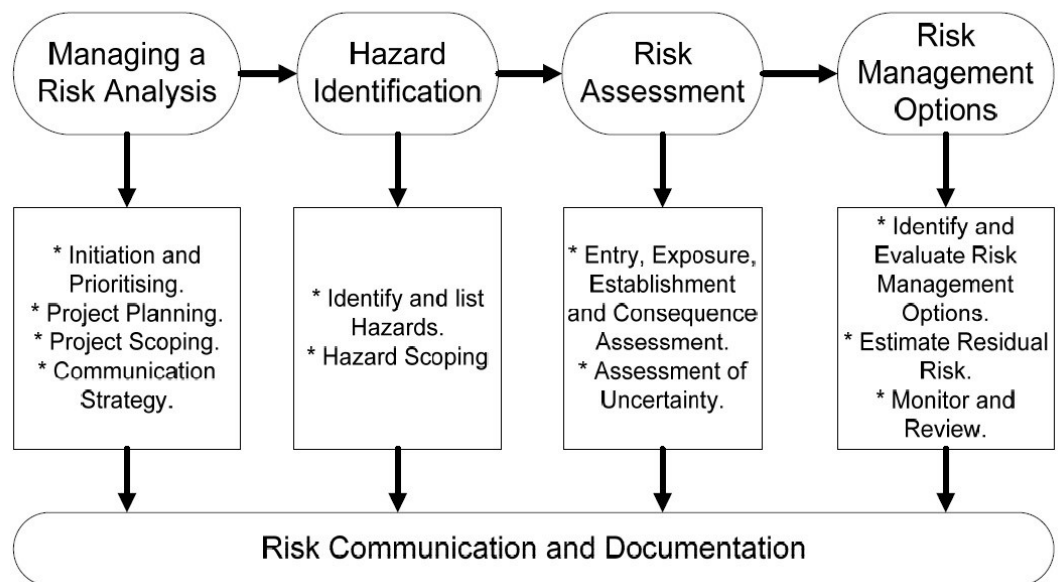 Managing a
Risk Analysis
Hazard
Identification
Risk
Assessment
Risk
Management
Options
* Initiation and
Prioritising.
* Project Planning.
* Project Scoping.
* Communication
Strategy.
* Identify and list
Hazards.
* Hazard Scoping
* Entry, Exposure,
Establishment
and Consequence
Assessment.
* Assessment of
Uncertainty.
* Identify and
Evaluate Risk
Management
Options.
* Estimate Residual
Risk.
* Monitor and
Review.
Risk Communication and Documentation